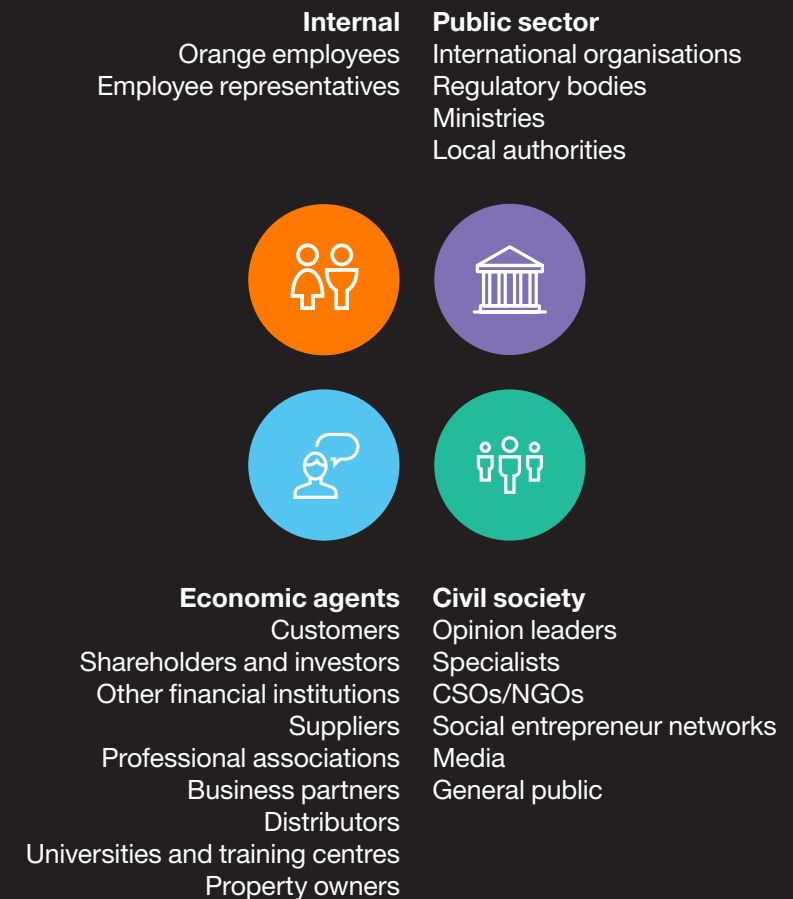 Internal
Orange employees
Employee representatives
Public sector
International organisations
Regulatory bodies
Ministries
Local authorities
Economic agents
Customers
Shareholders and investors
Other financial institutions
Suppliers
Professional associations
Business partners
Distributors
Universities and training centres
Property owners
Civil society
Opinion leaders
Specialists
CSOs/NGOs
Social entrepreneur networks
Media
General public